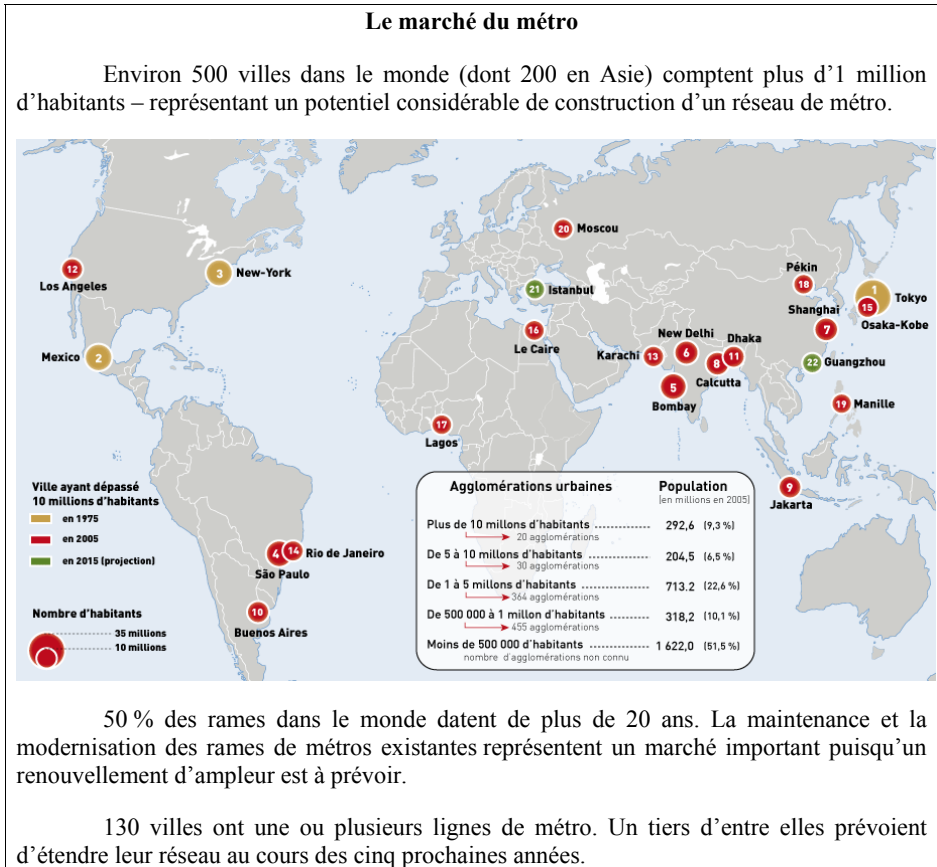 Le marché du métro
Environ 500 villes dans le monde (dont 200 en Asie) comptent plus d'1 million
d'habitants – représentant un potentiel considérable de construction d'un réseau de métro.
20 Moscou
12
Los Angeles
3 New-York
21 Istanbul
Pékin
18
1 Tokyo
15
Osaka-Kobe
Shanghai
7
16
Le Caire
Mexico 2
New Delhi
6
Dhaka
11
Karachi 13
8
Calcutta
22 Guangzhou
5
Bombay
19 Manille
17
Lagos
9
Jakarta
4
14 Rio de Janeiro
São Paulo
10
Buenos Aires
Ville ayant dépassé
10 millions d'habitants
en 1975
en 2005
en 2015 (projection)
Nombre d'habitants
35 millions
10 millions
Agglomérations urbaines Population
(en millions en 2005)
Plus de 10 millons d'habitants ............ 292,6 (9,3 %)
20 agglomérations
De 5 à 10 millons d'habitants ............ 204,5 (6,5 %)
30 agglomérations
De 1 à 5 millons d'habitants ............ 713.2 (22,6 %)
364 agglomérations
De 500 000 à 1 millon d'habitants ............ 318,2 (10,1 %)
455 agglomérations
Moins de 500 000 d'habitants ............ 1 622,0 (51,5 %)
nombre d'agglomérations non connu
50 % des rames dans le monde datent de plus de 20 ans. La maintenance et la
modernisation des rames de métros existantes représentent un marché important puisqu'un
renouvellement d'ampleur est à prévoir.
130 villes ont une ou plusieurs lignes de métro. Un tiers d'entre elles prévoient
d'étendre leur réseau au cours des cinq prochaines années.